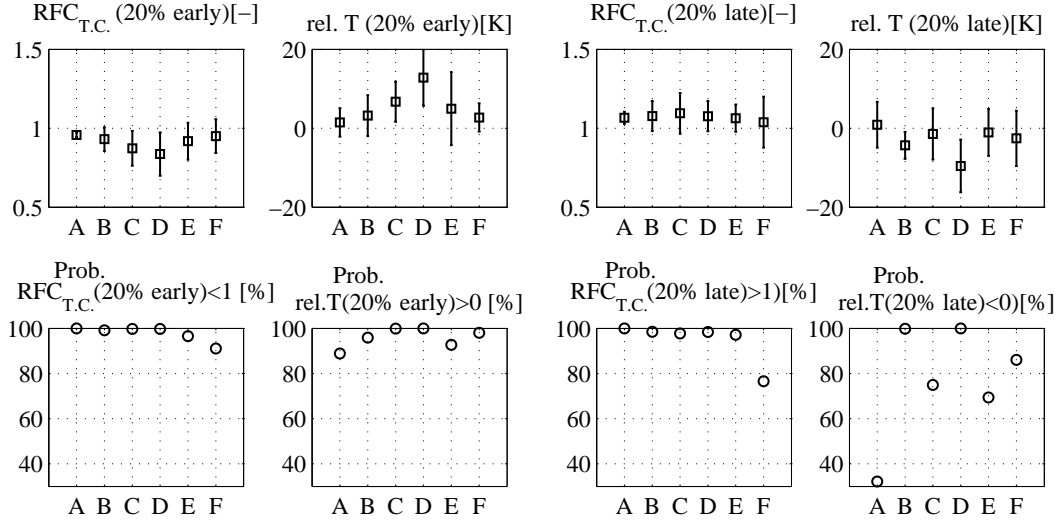 RFC_T.C. (20% early)[–]
rel. T (20% early)[K]
RFC_T.C. (20% late)[–]
rel. T (20% late)[K]
1.5
1
0.5
A B C D E F
20
0
−20
A B C D E F
1.5
1
0.5
A B C D E F
20
0
−20
A B C D E F
Prob.
RFC_T.C.(20% early)<1 [%]
Prob.
rel.T(20% early)>0 [%]
Prob.
RFC_T.C.(20% late)>1)[%]
Prob.
rel.T(20% late)<0)[%]
100
80
60
40
A B C D E F
100
80
60
40
A B C D E F
100
80
60
40
A B C D E F
100
80
60
40
A B C D E F